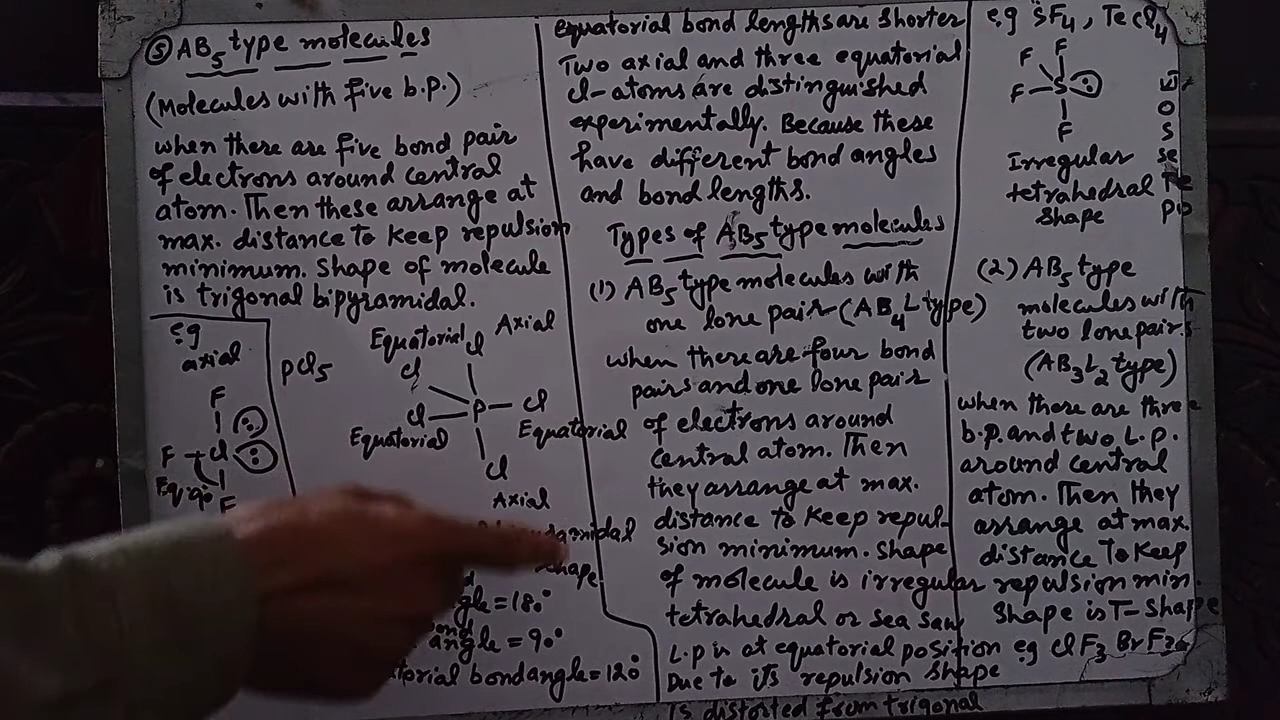 ⑤ AB5 type molecules
(Molecules with five b.p.)
when there are five bond pair
of electrons around central
atom. Then these arrange at
max. distance to keep repulsion
minimum. Shape of molecule
is trigonal bipyramidal.
e.g
axial
F
F Cl
Eq. 90°
F
PCl5
Equatorial
Axial
Cl
Cl
Cl P Cl
Equatorial
Equatorial
Cl
Axial
shape
angle = 180°
angle = 90°
bond angle = 120°
Equatorial bond lengths are shorter
Two axial and three equatorial
Cl-atoms are distinguished
experimentally. Because these
have different bond angles
and bond lengths.
Types of AB5 type molecules
(1) AB5 type molecules with
one lone pair (AB4L type)
when there are four bond
pairs and one lone pair
of electrons around
central atom. Then
they arrange at max.
distance to keep repul-
sion minimum. Shape
of molecule is irregular
tetrahedral or sea saw
L.p is at equatorial position
Due to its repulsion shape
is distorted from trigonal
e.g SF4, TeCl4
F
F
F S
F
Irregular
tetrahedral
shape
VI
O
S
Se
Te
Po
(2) AB5 type
molecules with
two lone pairs
(AB3L2 type)
when there are three
b.p. and two L.p.
around central
atom. Then they
arrange at max.
distance to keep
repulsion min.
Shape is T-shape
e.g ClF3 BrF3